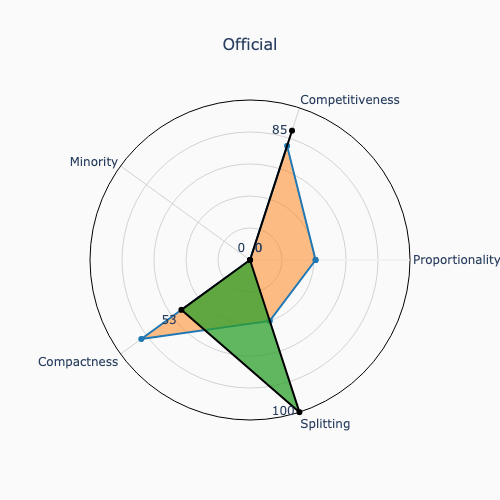 Official
Competitiveness
85
Minority
0
0
Proportionality
53
Compactness
100
Splitting